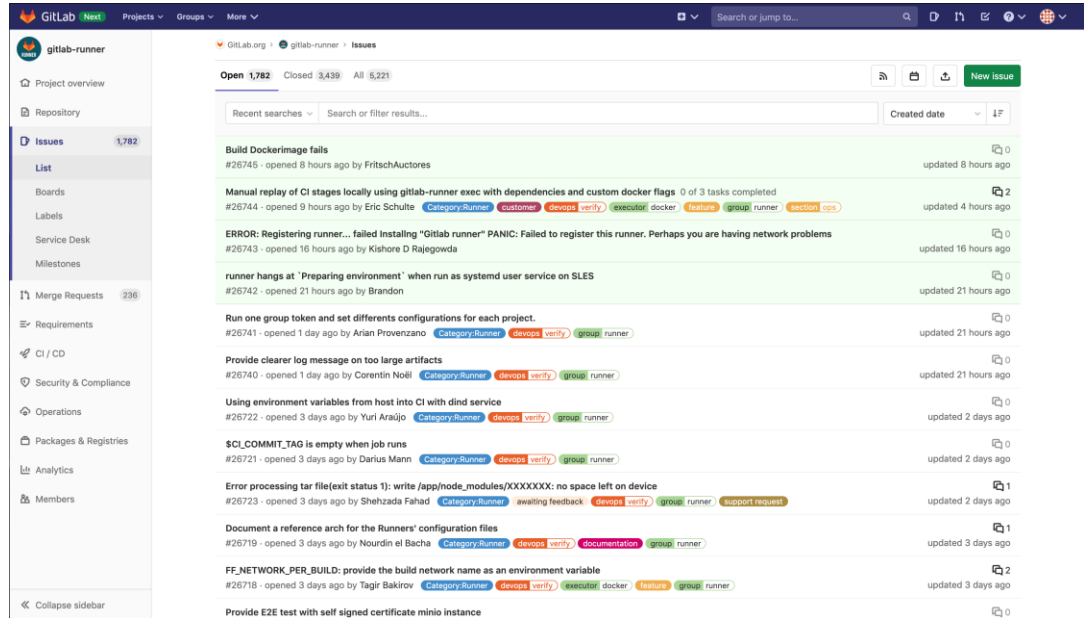 GitLab Next Projects Groups More Search or jump to...
RUNNER
gitlab-runner
Project overview
Repository
Issues 1,782
List
Boards
Labels
Service Desk
Milestones
Merge Requests 236
Requirements
CI / CD
Security & Compliance
Operations
Packages & Registries
Analytics
Members
Collapse sidebar
GitLab.org › gitlab-runner › Issues
Open 1,782 Closed 3,439 All 5,221 New issue
Recent searches Search or filter results... Created date
Build Dockerimage fails 0
#26745 · opened 8 hours ago by FritschAuctores updated 8 hours ago
Manual replay of CI stages locally using gitlab-runner exec with dependencies and custom docker flags 0 of 3 tasks completed 2
#26744 · opened 9 hours ago by Eric Schulte Category:Runner customer devops verify executor docker feature group runner section ops updated 4 hours ago
ERROR: Registering runner... failed Installng "Gitlab runner" PANIC: Failed to register this runner. Perhaps you are having network problems 0
#26743 · opened 16 hours ago by Kishore D Rajegowda updated 16 hours ago
runner hangs at `Preparing environment` when run as systemd user service on SLES 0
#26742 · opened 21 hours ago by Brandon updated 21 hours ago
Run one group token and set differents configurations for each project. 0
#26741 · opened 1 day ago by Arian Provenzano Category:Runner devops verify group runner updated 21 hours ago
Provide clearer log message on too large artifacts 0
#26740 · opened 1 day ago by Corentin Noël Category:Runner devops verify group runner updated 21 hours ago
Using environment variables from host into CI with dind service 0
#26722 · opened 3 days ago by Yuri Araújo Category:Runner devops verify group runner updated 2 days ago
$CI_COMMIT_TAG is empty when job runs 0
#26721 · opened 3 days ago by Darius Mann Category:Runner devops verify group runner updated 2 days ago
Error processing tar file(exit status 1): write /app/node_modules/XXXXXXX: no space left on device 1
#26723 · opened 3 days ago by Shehzada Fahad Category:Runner awaiting feedback devops verify group runner support request updated 2 days ago
Document a reference arch for the Runners' configuration files 1
#26719 · opened 3 days ago by Nourdin el Bacha Category:Runner devops verify documentation group runner updated 3 days ago
FF_NETWORK_PER_BUILD: provide the build network name as an environment variable 2
#26718 · opened 3 days ago by Tagir Bakirov Category:Runner devops verify executor docker feature group runner updated 3 days ago
Provide E2E test with self signed certificate minio instance 0